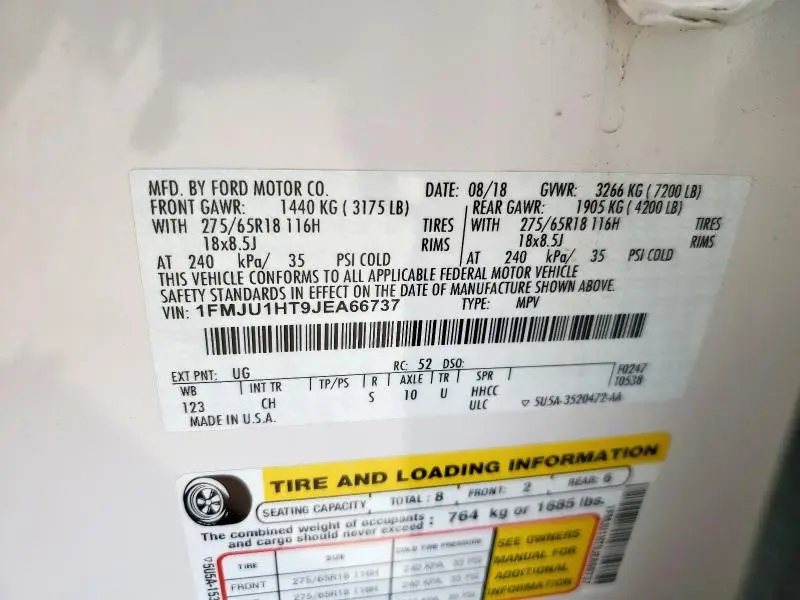 MFD. BY FORD MOTOR CO. DATE: 08/18 GVWR: 3266 KG ( 7200 LB)
FRONT GAWR: 1440 KG ( 3175 LB) REAR GAWR: 1905 KG ( 4200 LB)
WITH 275/65R18 116H TIRES WITH 275/65R18 116H TIRES
18x8.5J RIMS 18x8.5J RIMS
AT 240 kPa/ 35 PSI COLD AT 240 kPa/ 35 PSI COLD
THIS VEHICLE CONFORMS TO ALL APPLICABLE FEDERAL MOTOR VEHICLE
SAFETY STANDARDS IN EFFECT ON THE DATE OF MANUFACTURE SHOWN ABOVE.
VIN: 1FMJU1HT9JEA66737 TYPE: MPV
EXT PNT: UG RC: 52 DSO:
WB INT TR TP/PS R AXLE TR SPR F0247
T0538
123 CH S 10 U HHCC
ULC ▽ 5U5A-3520472-AA
MADE IN U.S.A.
TIRE AND LOADING INFORMATION
SEATING CAPACITY TOTAL : 8 FRONT: 2 REAR: 6
The combined weight of occupants : 764 kg or 1685 lbs.
and cargo should never exceed
TIRE SIZE COLD TIRE PRESSURE
FRONT 275/65R18 116H 240 KPA, 35 PSI
275/65R18 116H
SEE OWNERS
MANUAL FOR
ADDITIONAL
INFORMATION